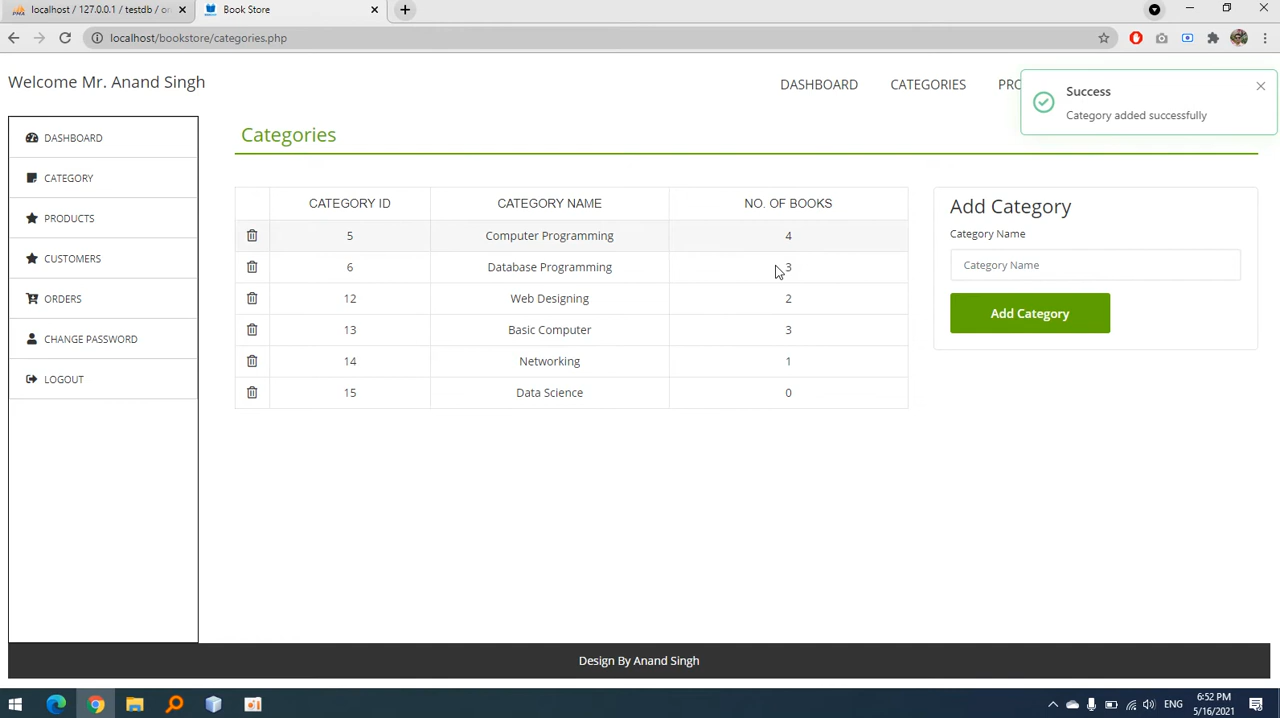 localhost / 127.0.0.1 / testdb / or
Book Store
localhost/bookstore/categories.php
Welcome Mr. Anand Singh
DASHBOARD
CATEGORIES
PRO
Success
Category added successfully
DASHBOARD
CATEGORY
PRODUCTS
CUSTOMERS
ORDERS
CHANGE PASSWORD
LOGOUT
Categories
CATEGORY ID CATEGORY NAME NO. OF BOOKS
5 Computer Programming 4
6 Database Programming 3
12 Web Designing 2
13 Basic Computer 3
14 Networking 1
15 Data Science 0
Add Category
Category Name
Category Name
Add Category
Design By Anand Singh
ENG
6:52 PM
5/16/2021